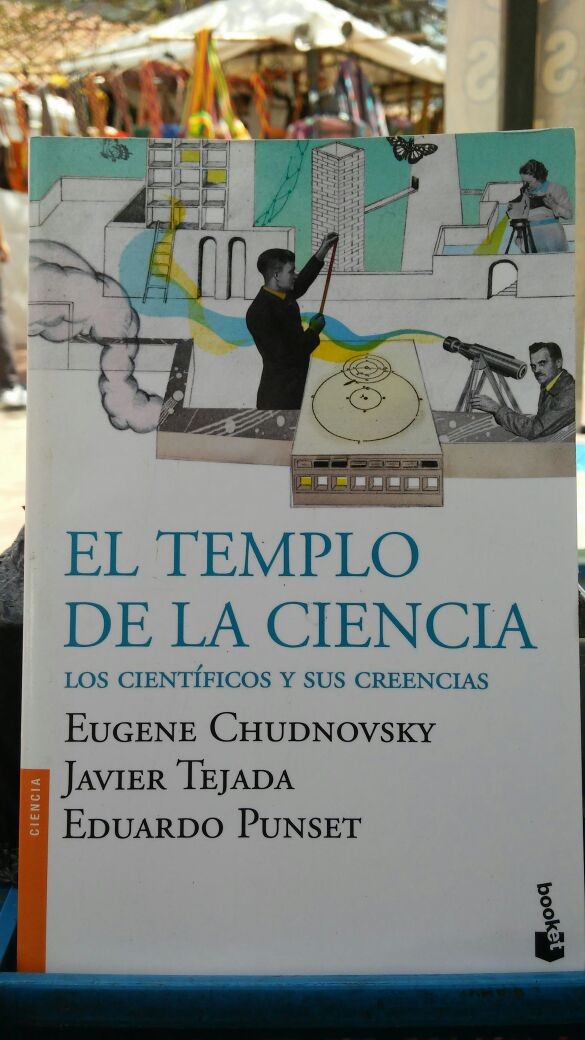 EL TEMPLO
DE LA CIENCIA
LOS CIENTÍFICOS Y SUS CREENCIAS
EUGENE CHUDNOVSKY
JAVIER TEJADA
EDUARDO PUNSET
CIENCIA
booket